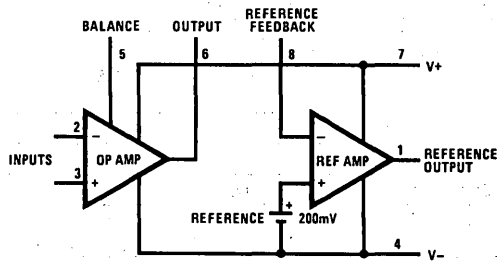 BALANCE OUTPUT REFERENCE
FEEDBACK
5 6 8 7 V+
2 −
INPUTS OP AMP
3 +
− REF AMP 1 REFERENCE
OUTPUT
+
REFERENCE + 200mV
4 V−